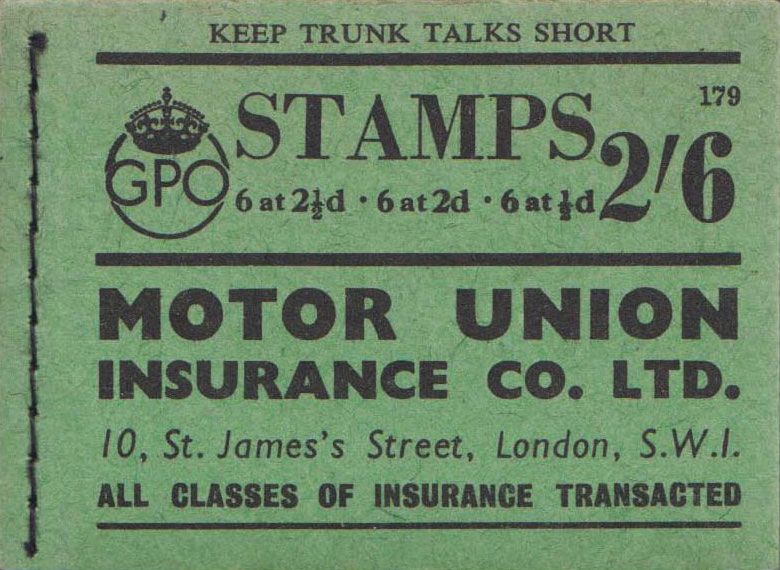 KEEP TRUNK TALKS SHORT
179
STAMPS
GPO
6 at 2½d · 6 at 2d · 6 at ½d 2/6
MOTOR UNION
INSURANCE CO. LTD.
10, St. James's Street, London, S.W.1.
ALL CLASSES OF INSURANCE TRANSACTED